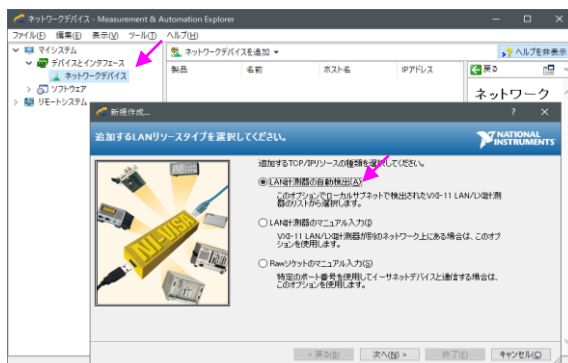 ネットワークデバイス - Measurement & Automation Explorer
ファイル(F) 編集(E) 表示(V) ツール(T) ヘルプ(H)
マイシステム
デバイスとインタフェース
ネットワークデバイス
ソフトウェア
リモートシステム
ネットワークデバイスを追加
ヘルプを非表示
製品 名前 ホスト名 IPアドレス
戻る
ネットワーク
新規作成...
追加するLANリソースタイプを選択してください。
NATIONAL INSTRUMENTS
NI-VISA
追加するTCP/IPリソースの種類を選択してください。
LAN計測器の自動検出(A)
このオプションでローカルサブネットで検出されたVXI-11 LAN/LXI計測
器のリストから選択します。
LAN計測器のマニュアル入力(I)
VXI-11 LAN/LXI計測器が別のネットワーク上にある場合は、このオプ
ションを使用します。
Rawソケットのマニュアル入力(S)
特定のポート番号を使用してイーサネットデバイスと通信する場合は、
このオプションを使用します。
< 戻る(B) 次へ(N) > 終了(F) キャンセル(C)